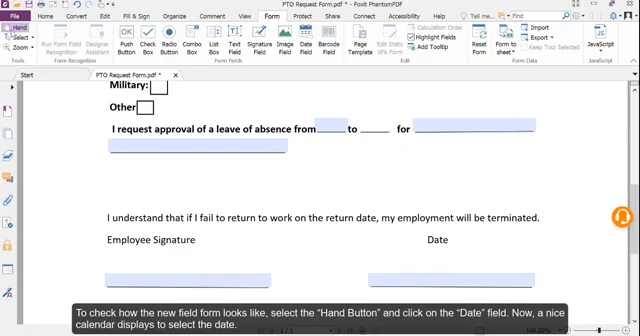 PTO Request Form.pdf * - Foxit PhantomPDF
File Home Convert Edit Organize Comment View Form Protect Share Connect Accessibility Help Tell me... Find
Hand
Select
Zoom
Run Form Field Recognition
Designer Assistant
Push Button
Check Box
Radio Button
Combo Box
List Box
Text Field
Signature Field
Image Field
Date Field
Barcode Field
Edit Static XFA Form
Calculation Order
Highlight Fields
Add Tooltip
Reset Form
Form to sheet
Import
Export
Keep Tool Selected
JavaScript
Tools Form Recognition Form Fields Form Form Data JavaScript
Start PTO Request Form.pdf * ×
Military:
Other
I request approval of a leave of absence from to for
I understand that if I fail to return to work on the return date, my employment will be terminated.
Employee Signature Date
To check how the new field form looks like, select the “Hand Button” and click on the “Date” field. Now, a nice
calendar displays to select the date.
1 / 1